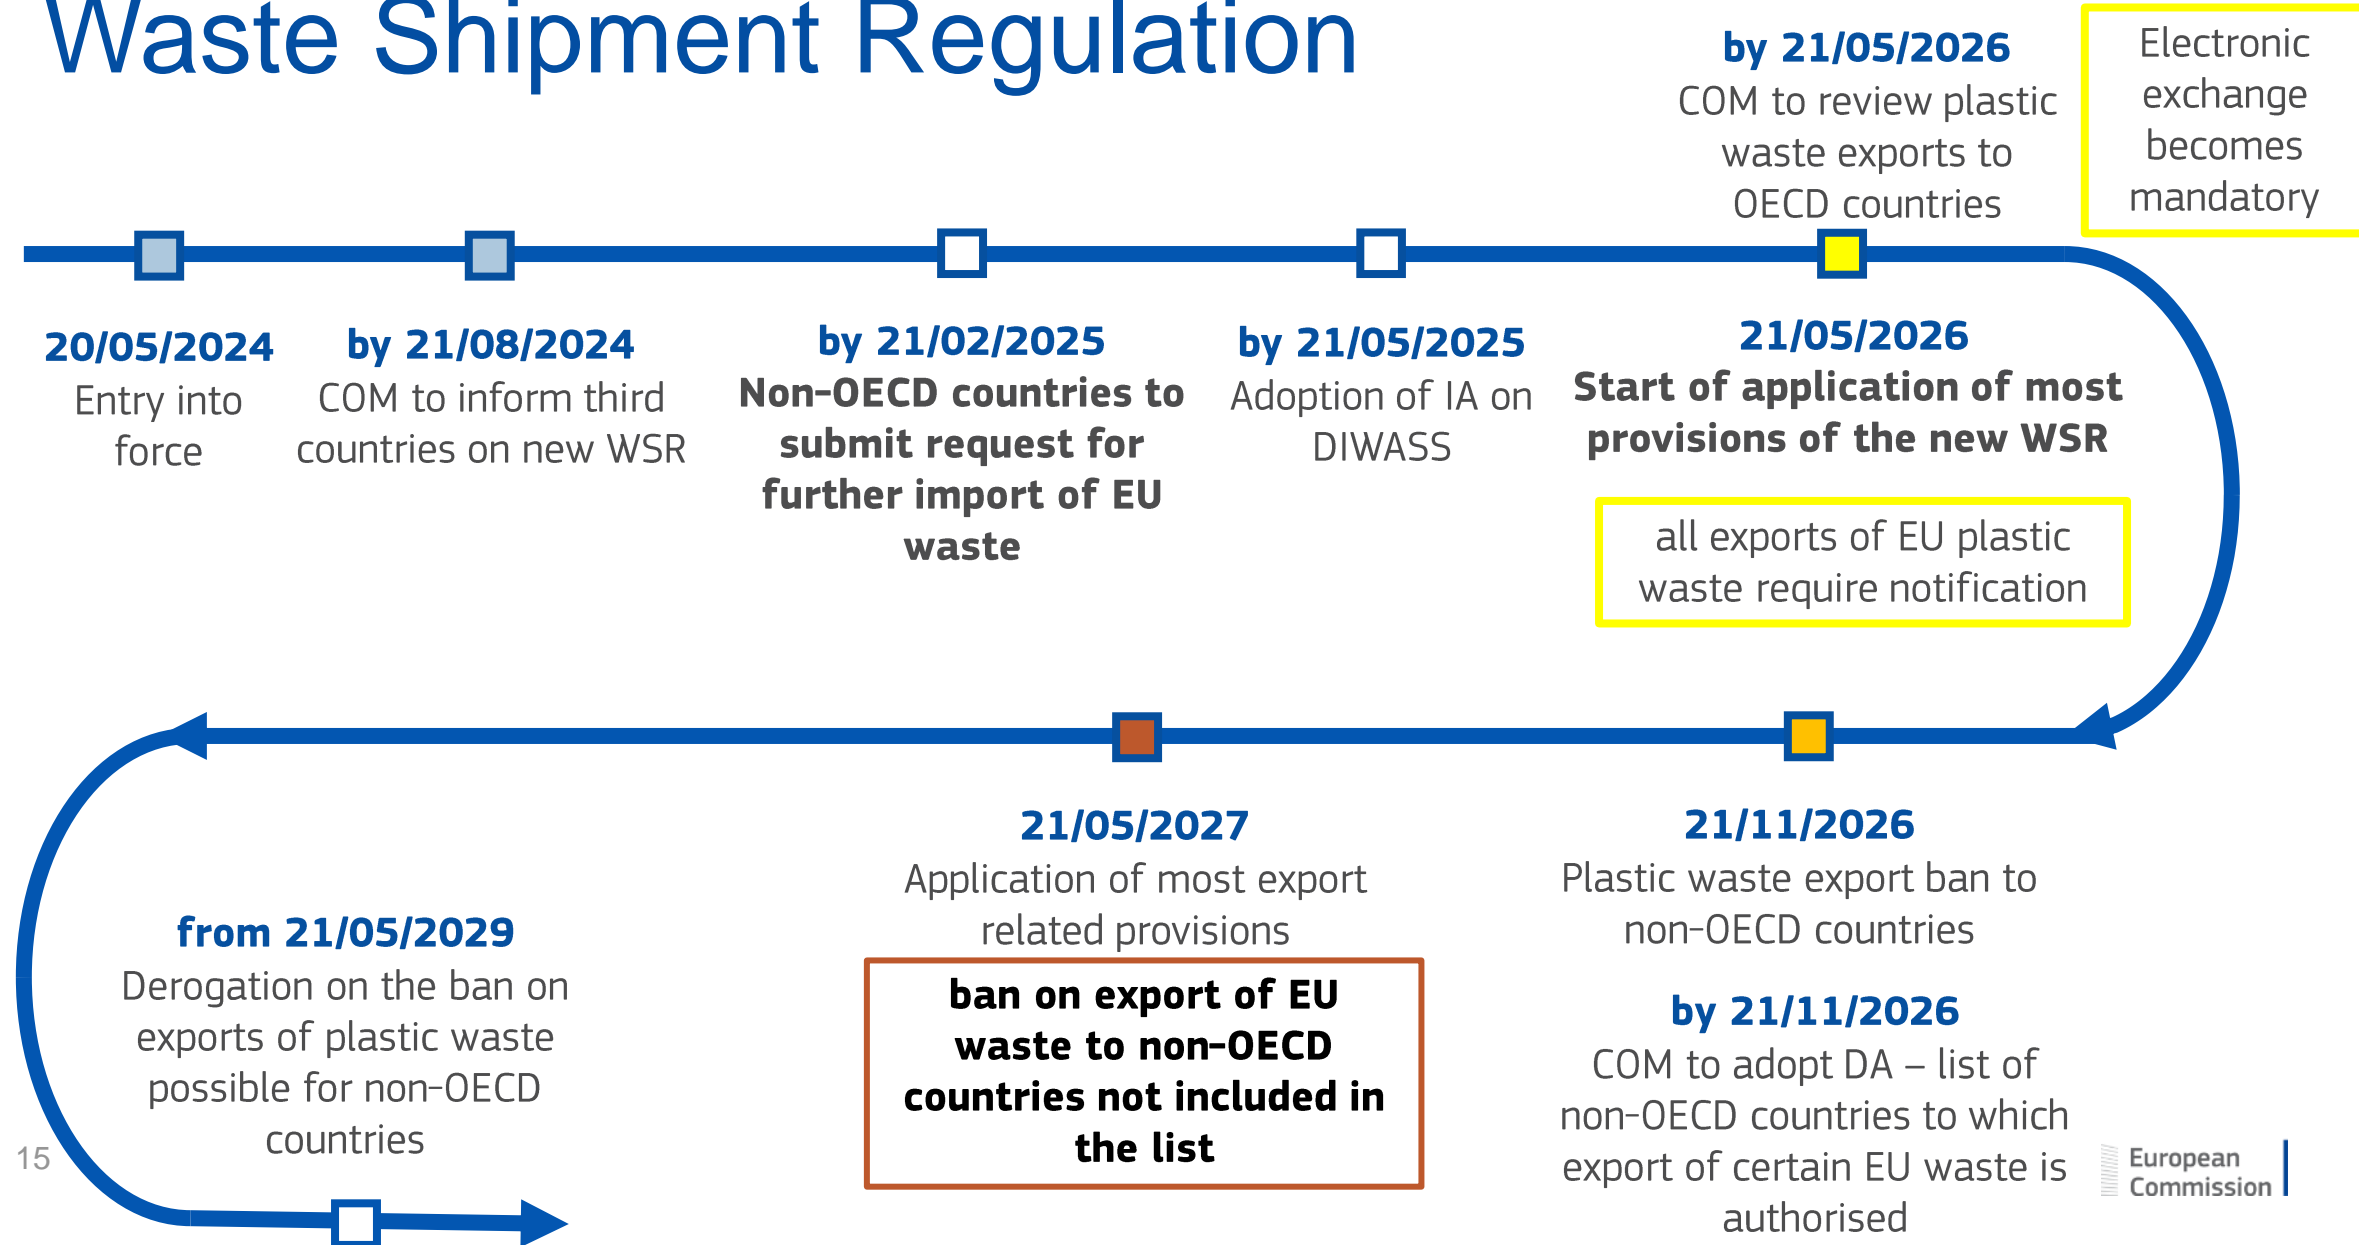 Waste Shipment Regulation
by 21/05/2026
COM to review plastic
waste exports to
OECD countries
Electronic
exchange
becomes
mandatory
20/05/2024
Entry into
force
by 21/08/2024
COM to inform third
countries on new WSR
by 21/02/2025
Non-OECD countries to
submit request for
further import of EU
waste
by 21/05/2025
Adoption of IA on
DIWASS
21/05/2026
Start of application of most
provisions of the new WSR
all exports of EU plastic
waste require notification
21/11/2026
Plastic waste export ban to
non-OECD countries
by 21/11/2026
COM to adopt DA – list of
non-OECD countries to which
export of certain EU waste is
authorised
21/05/2027
Application of most export
related provisions
ban on export of EU
waste to non-OECD
countries not included in
the list
from 21/05/2029
Derogation on the ban on
exports of plastic waste
possible for non-OECD
countries
15
European
Commission